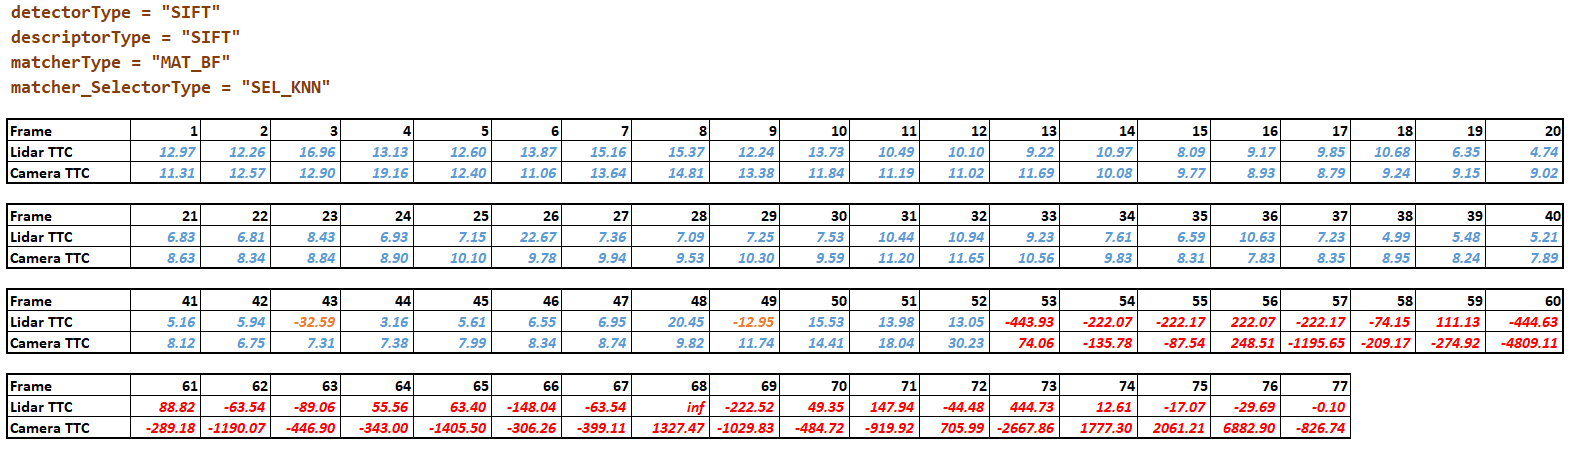 detectorType = "SIFT"
descriptorType = "SIFT"
matcherType = "MAT_BF"
matcher_SelectorType = "SEL_KNN"
Frame 1 2 3 4 5 6 7 8 9 10 11 12 13 14 15 16 17 18 19 20
Lidar TTC 12.97 12.26 16.96 13.13 12.60 13.87 15.16 15.37 12.24 13.73 10.49 10.10 9.22 10.97 8.09 9.17 9.85 10.68 6.35 4.74
Camera TTC 11.31 12.57 12.90 19.16 12.40 11.06 13.64 14.81 13.38 11.84 11.19 11.02 11.69 10.08 9.77 8.93 8.79 9.24 9.15 9.02
Frame 21 22 23 24 25 26 27 28 29 30 31 32 33 34 35 36 37 38 39 40
Lidar TTC 6.83 6.81 8.43 6.93 7.15 22.67 7.36 7.09 7.25 7.53 10.44 10.94 9.23 7.61 6.59 10.63 7.23 4.99 5.48 5.21
Camera TTC 8.63 8.34 8.84 8.90 10.10 9.78 9.94 9.53 10.30 9.59 11.20 11.65 10.56 9.83 8.31 7.83 8.35 8.95 8.24 7.89
Frame 41 42 43 44 45 46 47 48 49 50 51 52 53 54 55 56 57 58 59 60
Lidar TTC 5.16 5.94 -32.59 3.16 5.61 6.55 6.95 20.45 -12.95 15.53 13.98 13.05 -443.93 -222.07 -222.17 222.07 -222.17 -74.15 111.13 -444.63
Camera TTC 8.12 6.75 7.31 7.38 7.99 8.34 8.74 9.82 11.74 14.41 18.04 30.23 74.06 -135.78 -87.54 248.51 -1195.65 -209.17 -274.92 -4809.11
Frame 61 62 63 64 65 66 67 68 69 70 71 72 73 74 75 76 77
Lidar TTC 88.82 -63.54 -89.06 55.56 63.40 -148.04 -63.54 inf -222.52 49.35 147.94 -44.48 444.73 12.61 -17.07 -29.69 -0.10
Camera TTC -289.18 -1190.07 -446.90 -343.00 -1405.50 -306.26 -399.11 1327.47 -1029.83 -484.72 -919.92 705.99 -2667.86 1777.30 2061.21 6882.90 -826.74